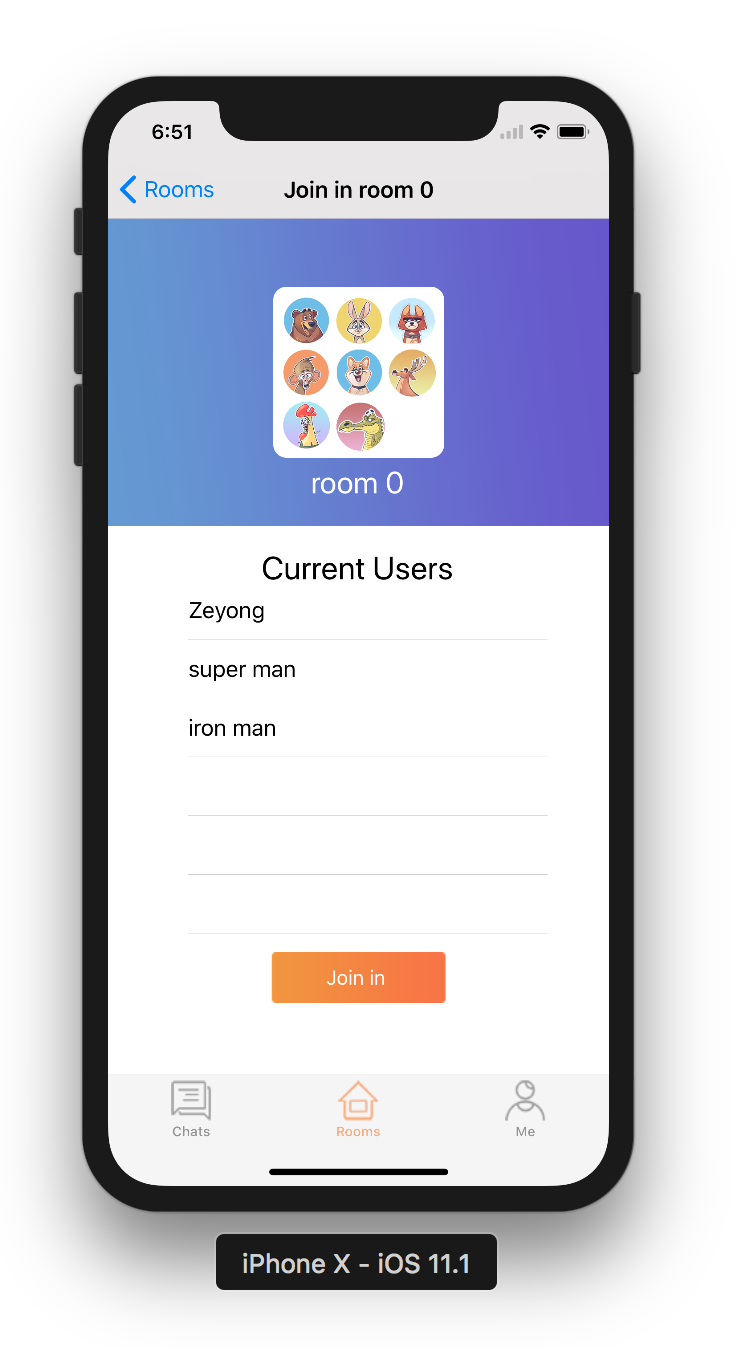 6:51
Rooms
Join in room 0
room 0
Current Users
Zeyong
super man
iron man
Join in
Chats
Rooms
Me
iPhone X - iOS 11.1